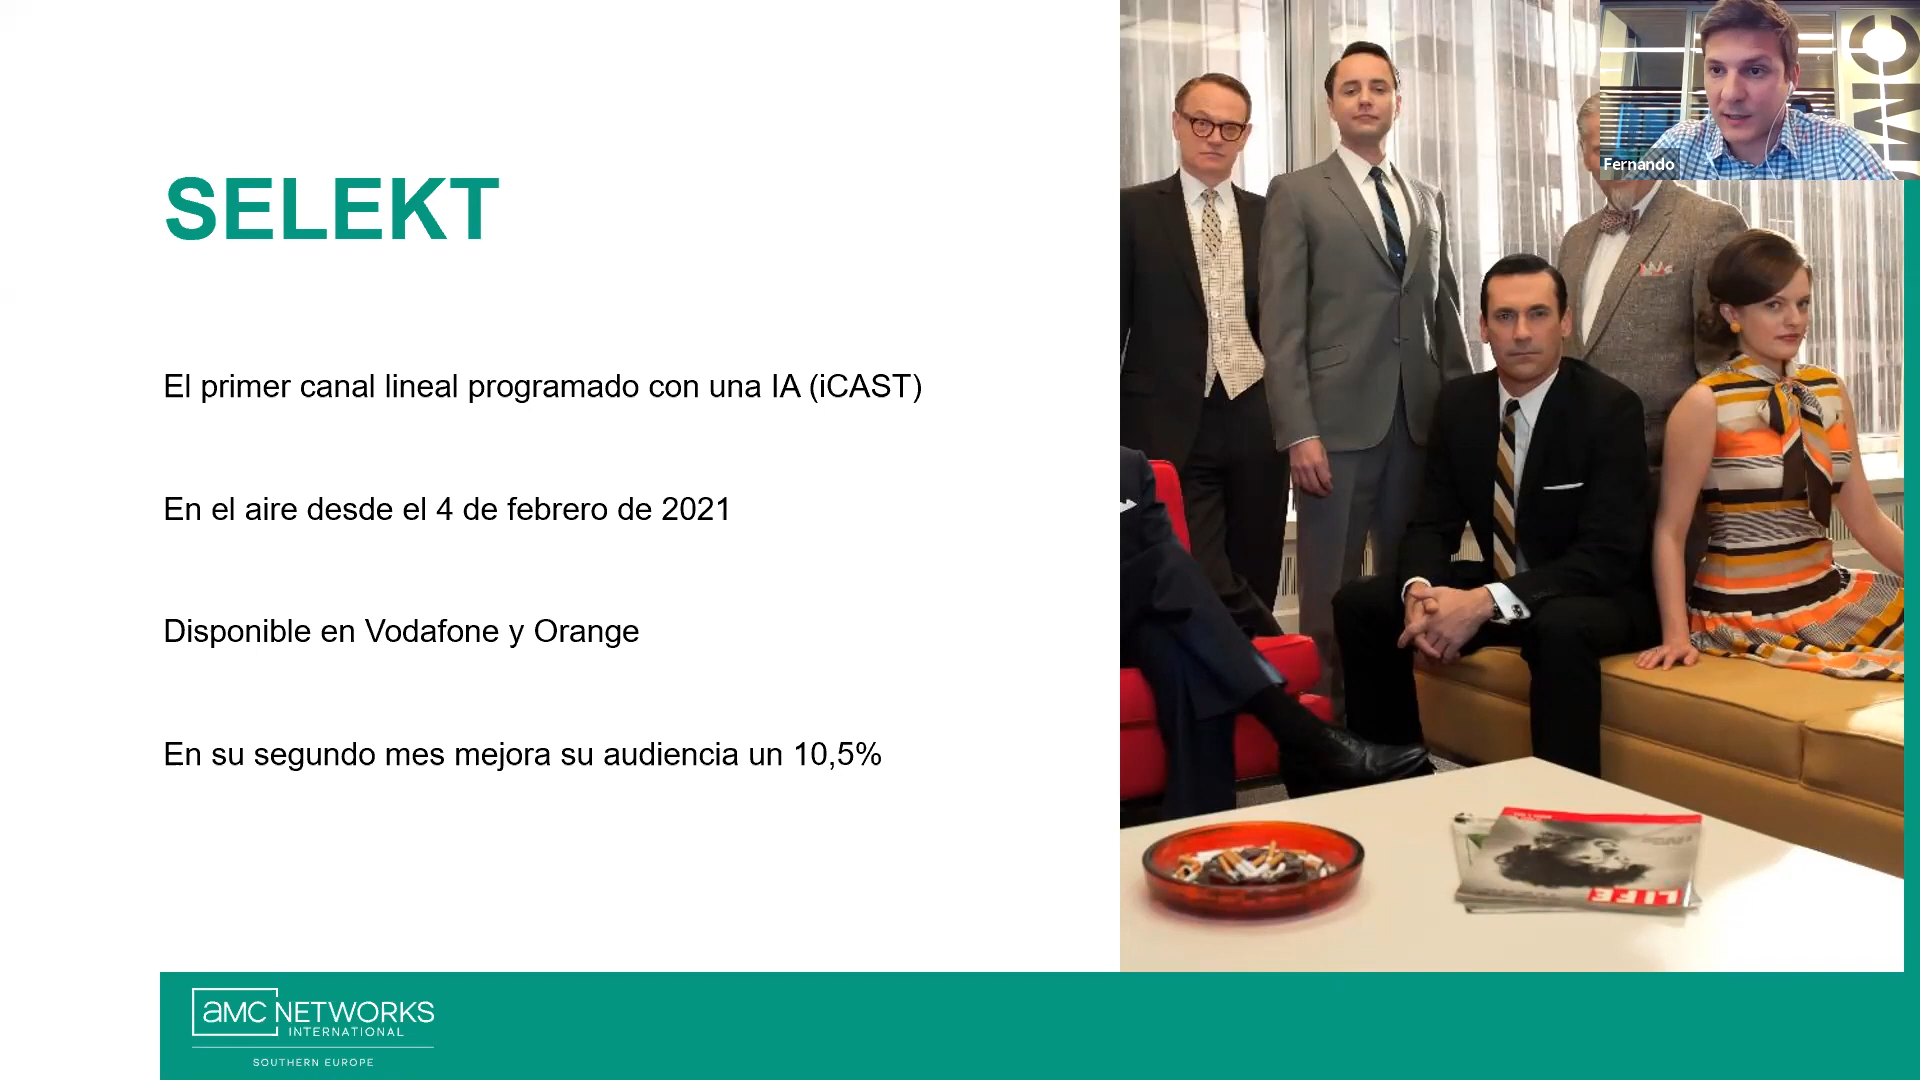 SELEKT
El primer canal lineal programado con una IA (iCAST)
En el aire desde el 4 de febrero de 2021
Disponible en Vodafone y Orange
En su segundo mes mejora su audiencia un 10,5%
Fernando
LIFE
aMC NETWORKS
INTERNATIONAL
SOUTHERN EUROPE